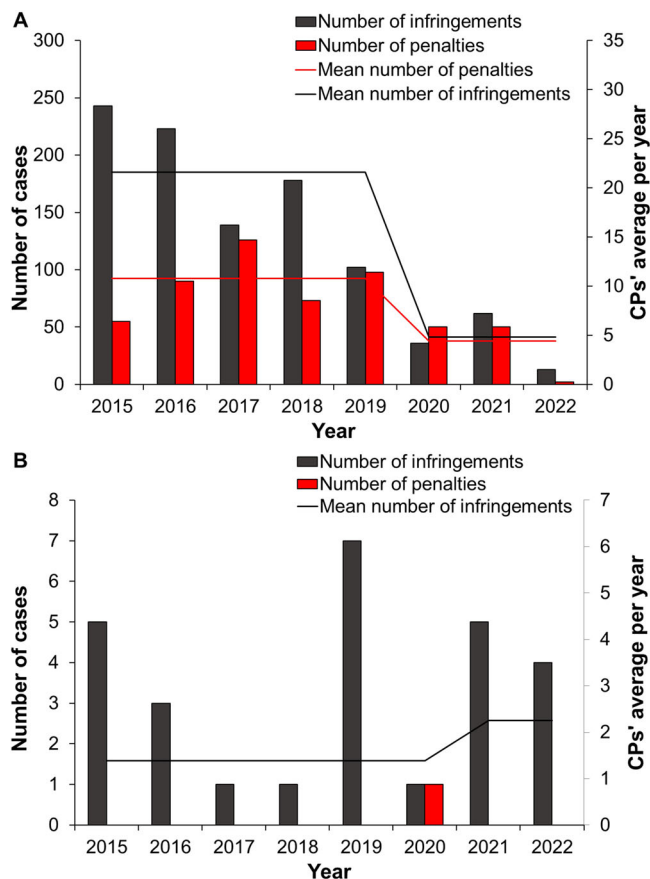 A
Number of infringements
Number of penalties
Mean number of penalties
Mean number of infringements
300
250
200
150
100
50
0
Number of cases
35
30
25
20
15
10
5
0
CPs' average per year
2015 2016 2017 2018 2019 2020 2021 2022
Year
B
Number of infringements
Number of penalties
Mean number of infringements
8
7
6
5
4
3
2
1
0
Number of cases
7
6
5
4
3
2
1
0
CPs' average per year
2015 2016 2017 2018 2019 2020 2021 2022
Year